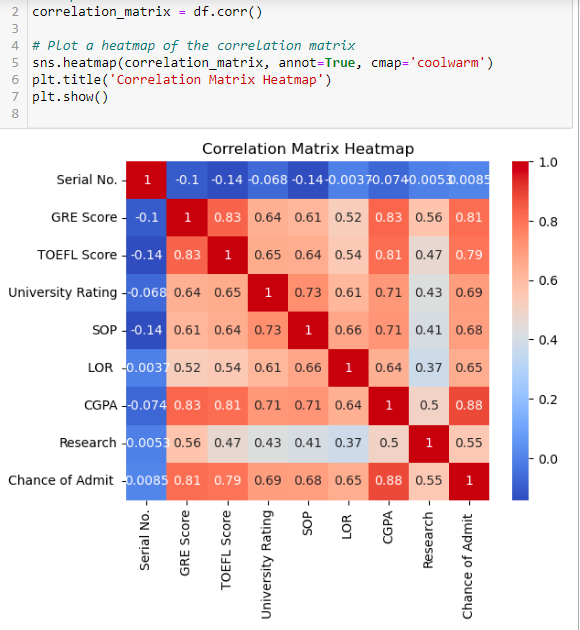 2 correlation_matrix = df.corr()
3
4 # Plot a heatmap of the correlation matrix
5 sns.heatmap(correlation_matrix, annot=True, cmap='coolwarm')
6 plt.title('Correlation Matrix Heatmap')
7 plt.show()
8
Correlation Matrix Heatmap
Serial No. 1 -0.1 -0.14 -0.068 -0.14 -0.0037 -0.074 -0.0053 0.0085
GRE Score -0.1 1 0.83 0.64 0.61 0.52 0.83 0.56 0.81
TOEFL Score -0.14 0.83 1 0.65 0.64 0.54 0.81 0.47 0.79
University Rating -0.068 0.64 0.65 1 0.73 0.61 0.71 0.43 0.69
SOP -0.14 0.61 0.64 0.73 1 0.66 0.71 0.41 0.68
LOR -0.0037 0.52 0.54 0.61 0.66 1 0.64 0.37 0.65
CGPA -0.074 0.83 0.81 0.71 0.71 0.64 1 0.5 0.88
Research -0.0053 0.56 0.47 0.43 0.41 0.37 0.5 1 0.55
Chance of Admit 0.0085 0.81 0.79 0.69 0.68 0.65 0.88 0.55 1
Serial No.
GRE Score
TOEFL Score
University Rating
SOP
LOR
CGPA
Research
Chance of Admit
1.0
0.8
0.6
0.4
0.2
0.0